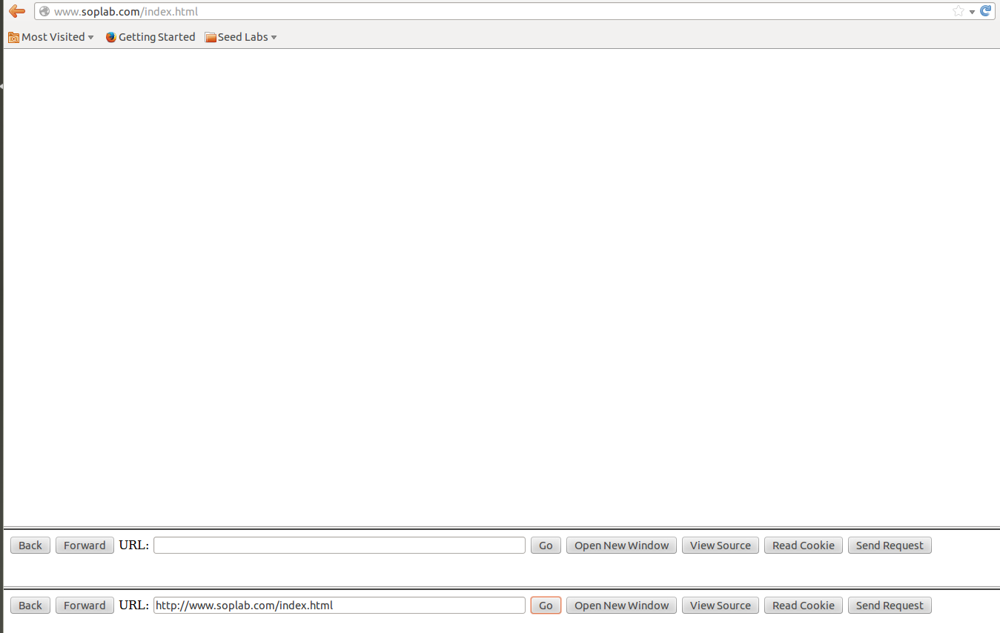 www.soplab.com/index.html
Most Visited Getting Started Seed Labs
Back Forward URL: Go Open New Window View Source Read Cookie Send Request
Back Forward URL: http://www.soplab.com/index.html Go Open New Window View Source Read Cookie Send Request